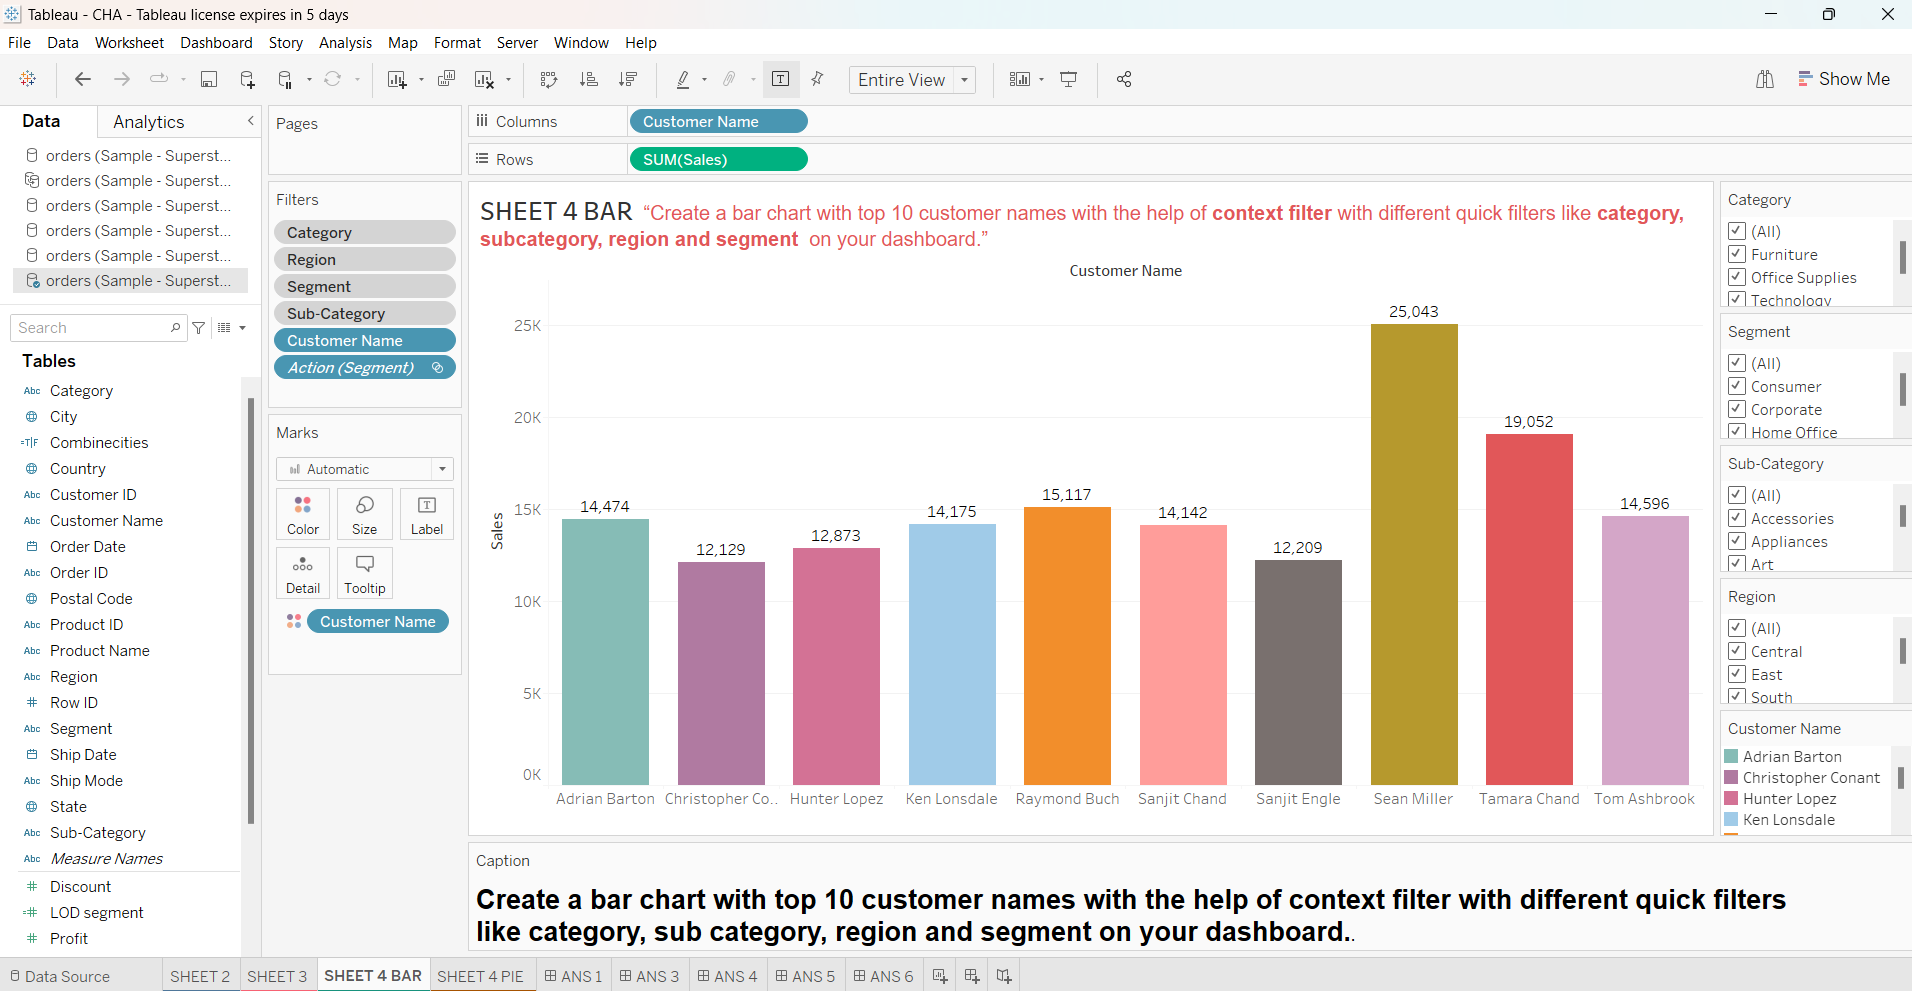 Tableau - CHA - Tableau license expires in 5 days
File Data Worksheet Dashboard Story Analysis Map Format Server Window Help
Entire View
Show Me
Data
Analytics
orders (Sample - Superst...
orders (Sample - Superst...
orders (Sample - Superst...
orders (Sample - Superst...
orders (Sample - Superst...
orders (Sample - Superst...
Search
Tables
Abc Category
City
=T|F Combinecities
Country
Abc Customer ID
Abc Customer Name
Order Date
Abc Order ID
Postal Code
Abc Product ID
Abc Product Name
Abc Region
# Row ID
Abc Segment
Ship Date
Abc Ship Mode
State
Abc Sub-Category
Abc Measure Names
# Discount
=# LOD segment
# Profit
Pages
Filters
Category
Region
Segment
Sub-Category
Customer Name
Action (Segment)
Marks
Automatic
Color
Size
T
Label
Detail
Tooltip
Customer Name
Columns
Customer Name
Rows
SUM(Sales)
SHEET 4 BAR “Create a bar chart with top 10 customer names with the help of context filter with different quick filters like category,
subcategory, region and segment on your dashboard.”
Customer Name
Sales
25K
20K
15K
10K
5K
0K
14,474
12,129
12,873
14,175
15,117
14,142
12,209
25,043
19,052
14,596
Adrian Barton
Christopher Co..
Hunter Lopez
Ken Lonsdale
Raymond Buch
Sanjit Chand
Sanjit Engle
Sean Miller
Tamara Chand
Tom Ashbrook
Category
(All)
Furniture
Office Supplies
Technology
Segment
(All)
Consumer
Corporate
Home Office
Sub-Category
(All)
Accessories
Appliances
Art
Region
(All)
Central
East
South
Customer Name
Adrian Barton
Christopher Conant
Hunter Lopez
Ken Lonsdale
Caption
Create a bar chart with top 10 customer names with the help of context filter with different quick filters
like category, sub category, region and segment on your dashboard..
Data Source
SHEET 2
SHEET 3
SHEET 4 BAR
SHEET 4 PIE
ANS 1
ANS 3
ANS 4
ANS 5
ANS 6